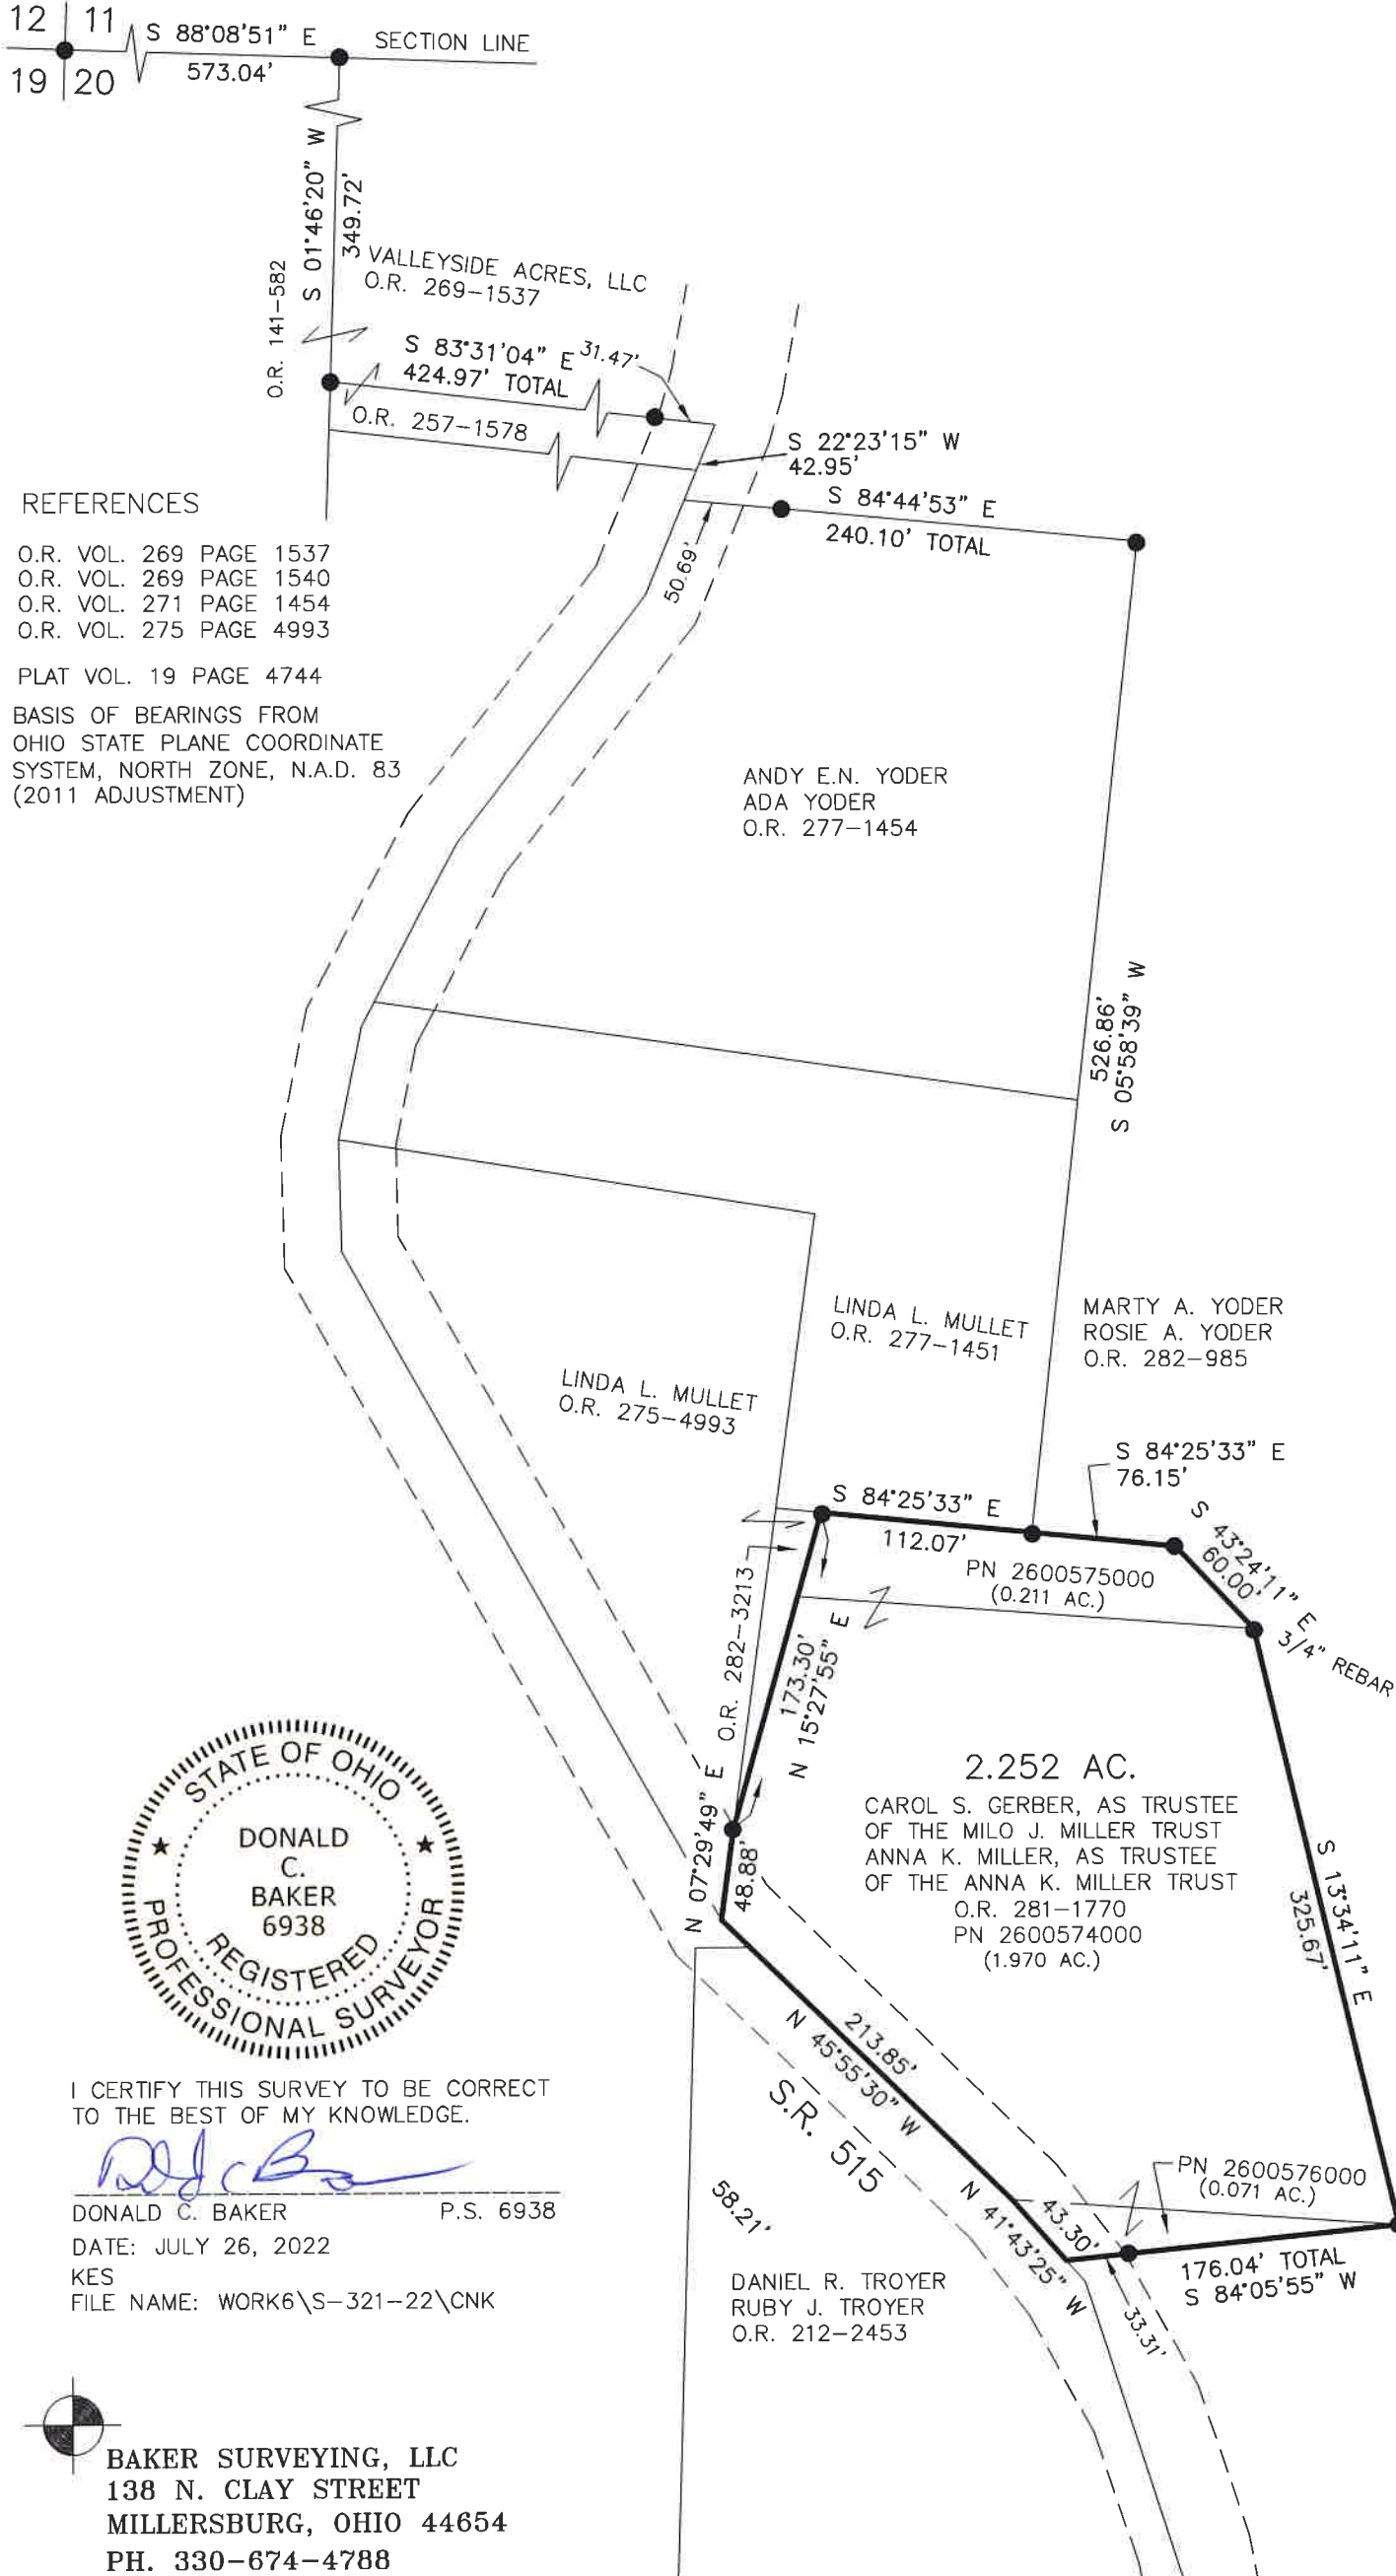 12 11
19 20
S 88°08'51" E
573.04'
SECTION LINE
S 01°46'20" W
349.72'
O.R. 141-582
VALLEYSIDE ACRES, LLC
O.R. 269-1537
S 83°31'04" E
424.97' TOTAL
31.47'
O.R. 257-1578
S 22°23'15" W
42.95'
S 84°44'53" E
240.10' TOTAL
50.69'
REFERENCES
O.R. VOL. 269 PAGE 1537
O.R. VOL. 269 PAGE 1540
O.R. VOL. 271 PAGE 1454
O.R. VOL. 275 PAGE 4993
PLAT VOL. 19 PAGE 4744
BASIS OF BEARINGS FROM
OHIO STATE PLANE COORDINATE
SYSTEM, NORTH ZONE, N.A.D. 83
(2011 ADJUSTMENT)
ANDY E.N. YODER
ADA YODER
O.R. 277-1454
526.86'
S 05°58'39" W
LINDA L. MULLET
O.R. 277-1451
MARTY A. YODER
ROSIE A. YODER
O.R. 282-985
LINDA L. MULLET
O.R. 275-4993
S 84°25'33" E
76.15'
S 84°25'33" E
112.07'
S 43°24'11" E
60.00'
3/4" REBAR
PN 2600575000
(0.211 AC.)
O.R. 282-3213
173.30'
N 15°27'55" E
N 07°29'49" E
48.88'
2.252 AC.
CAROL S. GERBER, AS TRUSTEE
OF THE MILO J. MILLER TRUST
ANNA K. MILLER, AS TRUSTEE
OF THE ANNA K. MILLER TRUST
O.R. 281-1770
PN 2600574000
(1.970 AC.)
S 13°34'11" E
325.67'
STATE OF OHIO
DONALD
C.
BAKER
6938
REGISTERED
PROFESSIONAL SURVEYOR
213.85'
N 45°55'30" W
S.R. 515
I CERTIFY THIS SURVEY TO BE CORRECT
TO THE BEST OF MY KNOWLEDGE.
DONALD C. BAKER P.S. 6938
DATE: JULY 26, 2022
KES
FILE NAME: WORK6\S-321-22\CNK
58.21'
N 41°43'25" W
43.30'
PN 2600576000
(0.071 AC.)
176.04' TOTAL
S 84°05'55" W
33.31'
DANIEL R. TROYER
RUBY J. TROYER
O.R. 212-2453
BAKER SURVEYING, LLC
138 N. CLAY STREET
MILLERSBURG, OHIO 44654
PH. 330-674-4788